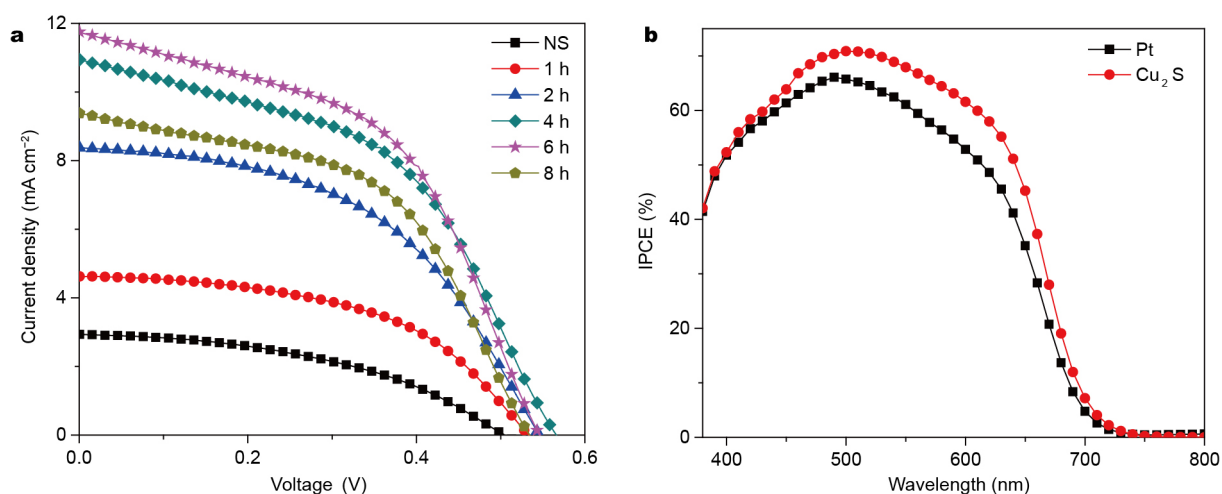 a
12
8
4
0
0.0 0.2 0.4 0.6
Current density (mA cm⁻²)
Voltage (V)
NS
1 h
2 h
4 h
6 h
8 h
b
60
40
20
0
400 500 600 700 800
IPCE (%)
Wavelength (nm)
Pt
Cu₂ S